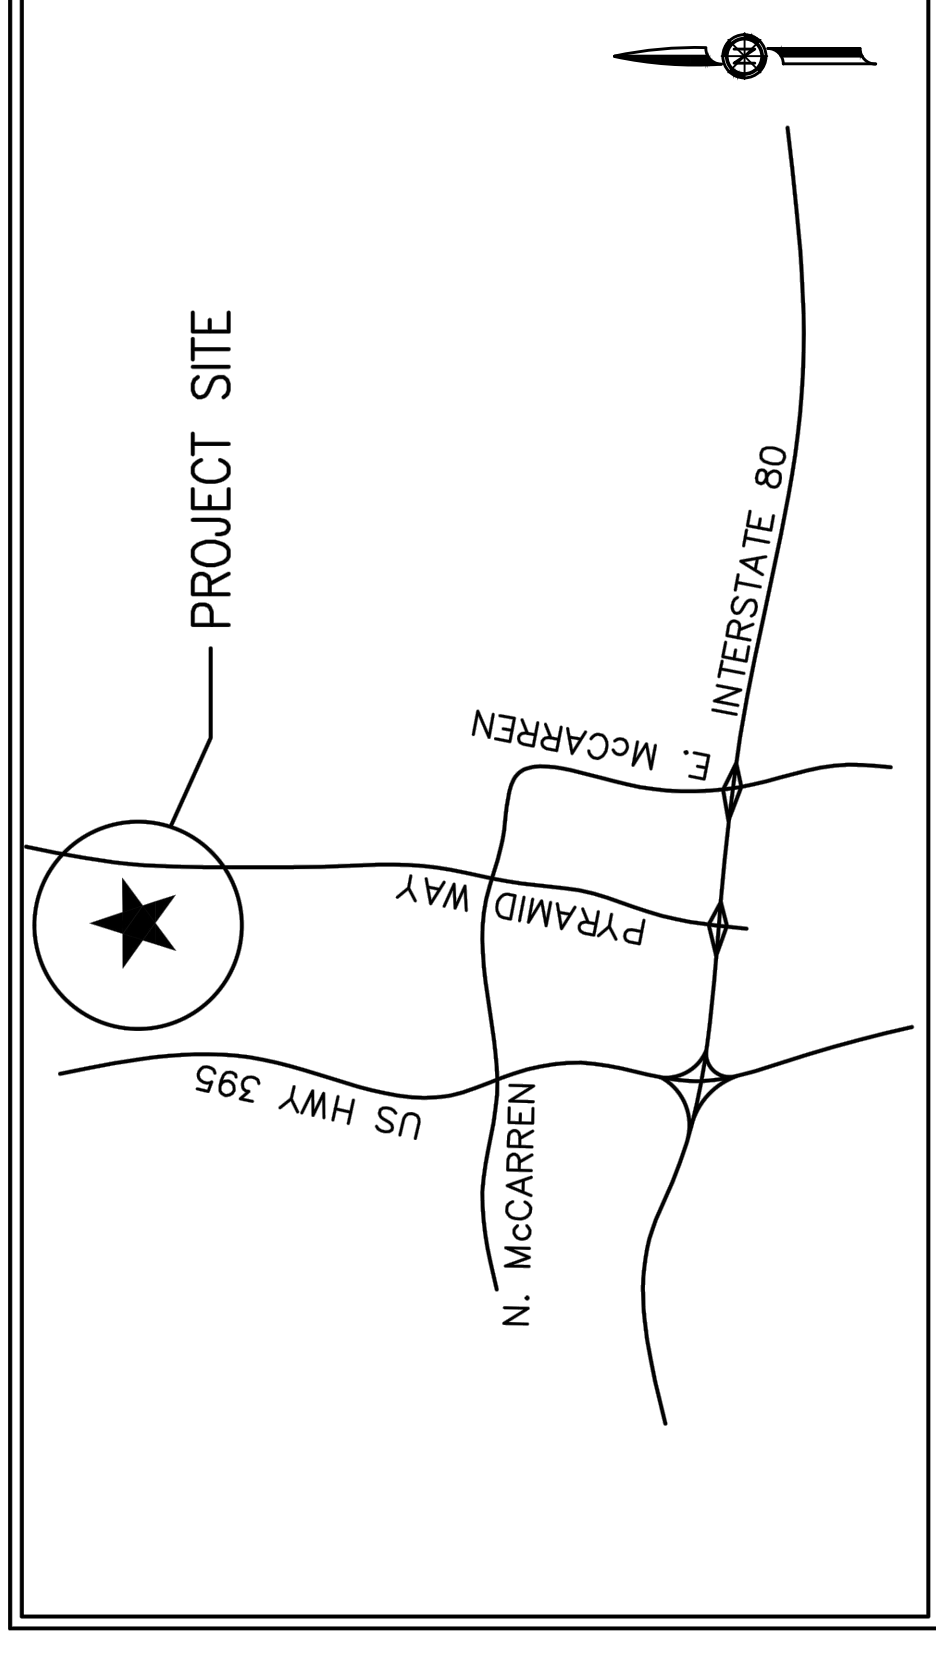 PROJECT SITE
INTERSTATE 80
E. McCARREN
PYRAMID WAY
US HWY 395
N. McCARREN